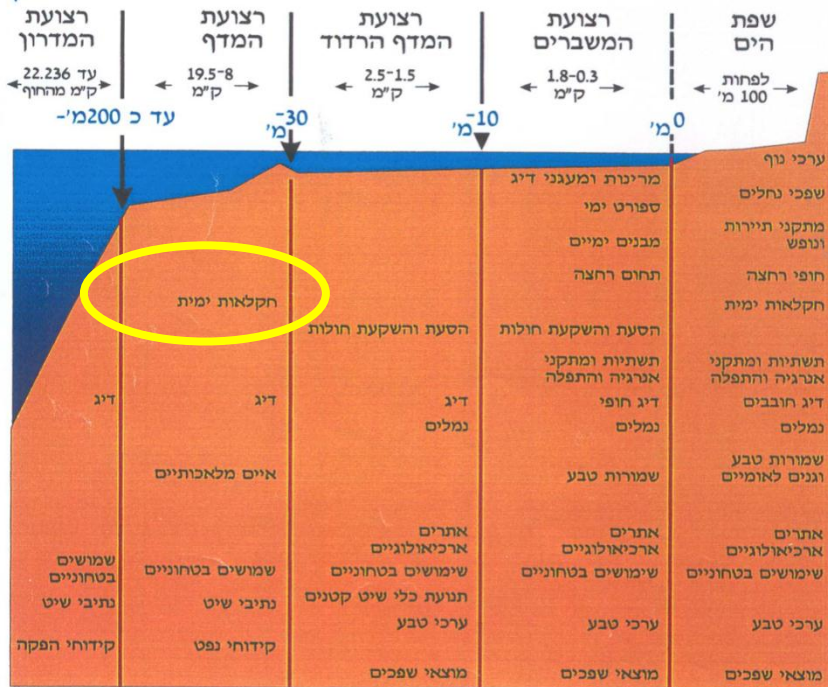 שפת
הים
לפחות
100 מ'
0 מ'
ערכי נוף
שפכי נחלים
מתקני תיירות
ונופש
חופי רחצה
חקלאות ימית
תשתיות ומתקני
אנרגיה והתפלה
דיג חובבים
נמלים
שמורות טבע
וגנים לאומיים
אתרים
ארכיאולוגיים
שימושים בטחוניים
ערכי טבע
מוצאי שפכים
רצועת
המשברים
1.8-0.3
ק"מ
-10 מ'
מרינות ומעגני דיג
ספורט ימי
מבנים ימיים
תחום רחצה
הסעת והשקעת חולות
תשתיות ומתקני
אנרגיה והתפלה
דיג חופי
נמלים
שמורות טבע
אתרים
ארכיאולוגיים
שימושים בטחוניים
ערכי טבע
מוצאי שפכים
רצועת
המדף הרדוד
2.5-1.5
ק"מ
-30 מ'
הסעת והשקעת חולות
דיג
נמלים
אתרים
ארכיאולוגיים
שימושים בטחוניים
תנועת כלי שיט קטנים
ערכי טבע
מוצאי שפכים
רצועת
המדף
19.5-8
ק"מ
עד כ 200מ'-
חקלאות ימית
דיג
איים מלאכותיים
שמושים בטחוניים
נתיבי שיט
קידוחי נפט
רצועת
המדרון
עד 22.236
ק"מ מהחוף
דיג
שמושים
בטחוניים
נתיבי שיט
קידוחי הפקה